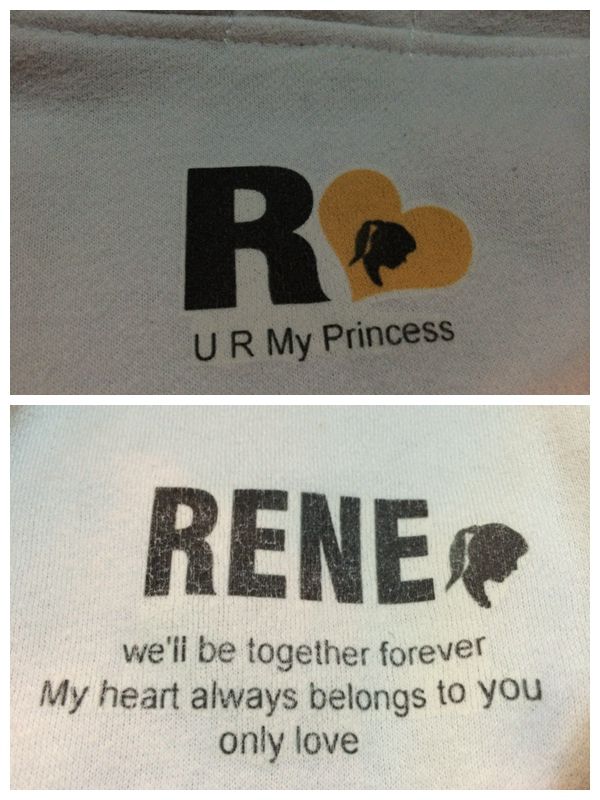 R
U R My Princess
RENE
we'll be together forever
My heart always belongs to you
only love